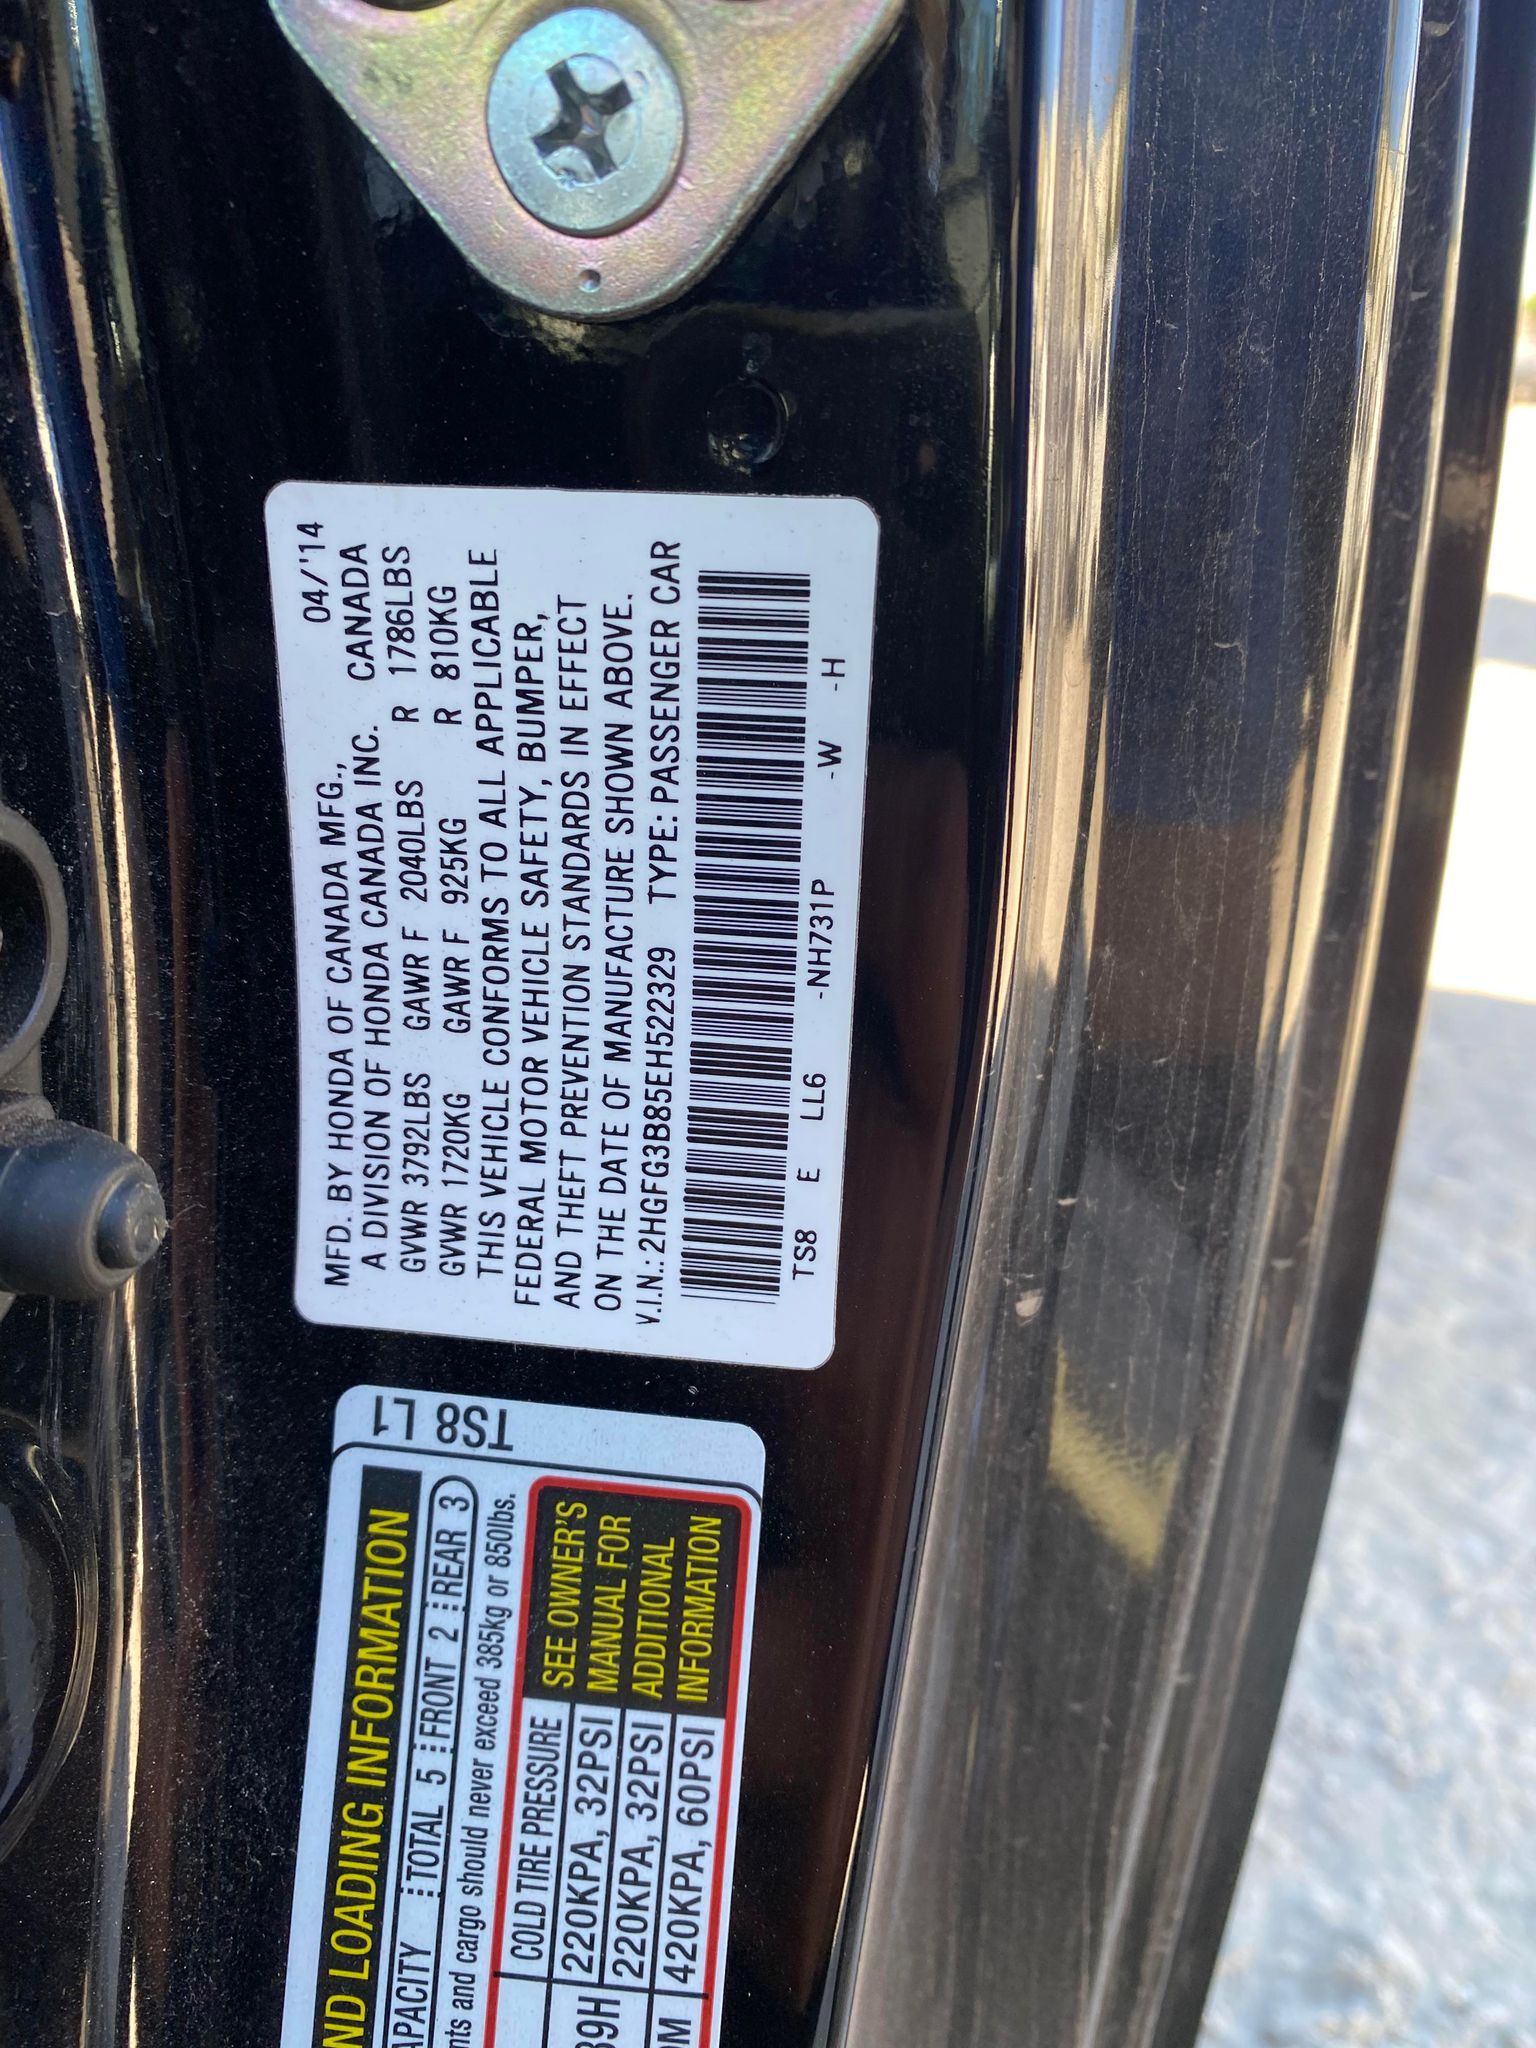 MFD. BY HONDA OF CANADA MFG., 04/'14
A DIVISION OF HONDA CANADA INC. CANADA
GVWR 3792LBS GAWR F 2040LBS R 1786LBS
GVWR 1720KG GAWR F 925KG R 810KG
THIS VEHICLE CONFORMS TO ALL APPLICABLE
FEDERAL MOTOR VEHICLE SAFETY, BUMPER,
AND THEFT PREVENTION STANDARDS IN EFFECT
ON THE DATE OF MANUFACTURE SHOWN ABOVE.
V.I.N.: 2HGFG3B85EH522329 TYPE: PASSENGER CAR
TS8 E LL6 -NH731P -W -H
TS8 L1
LOADING INFORMATION
TOTAL 5 FRONT 2 REAR 3
and cargo should never exceed 385kg or 850lbs.
COLD TIRE PRESSURE
220KPA, 32PSI
220KPA, 32PSI
420KPA, 60PSI
SEE OWNER'S
MANUAL FOR
ADDITIONAL
INFORMATION